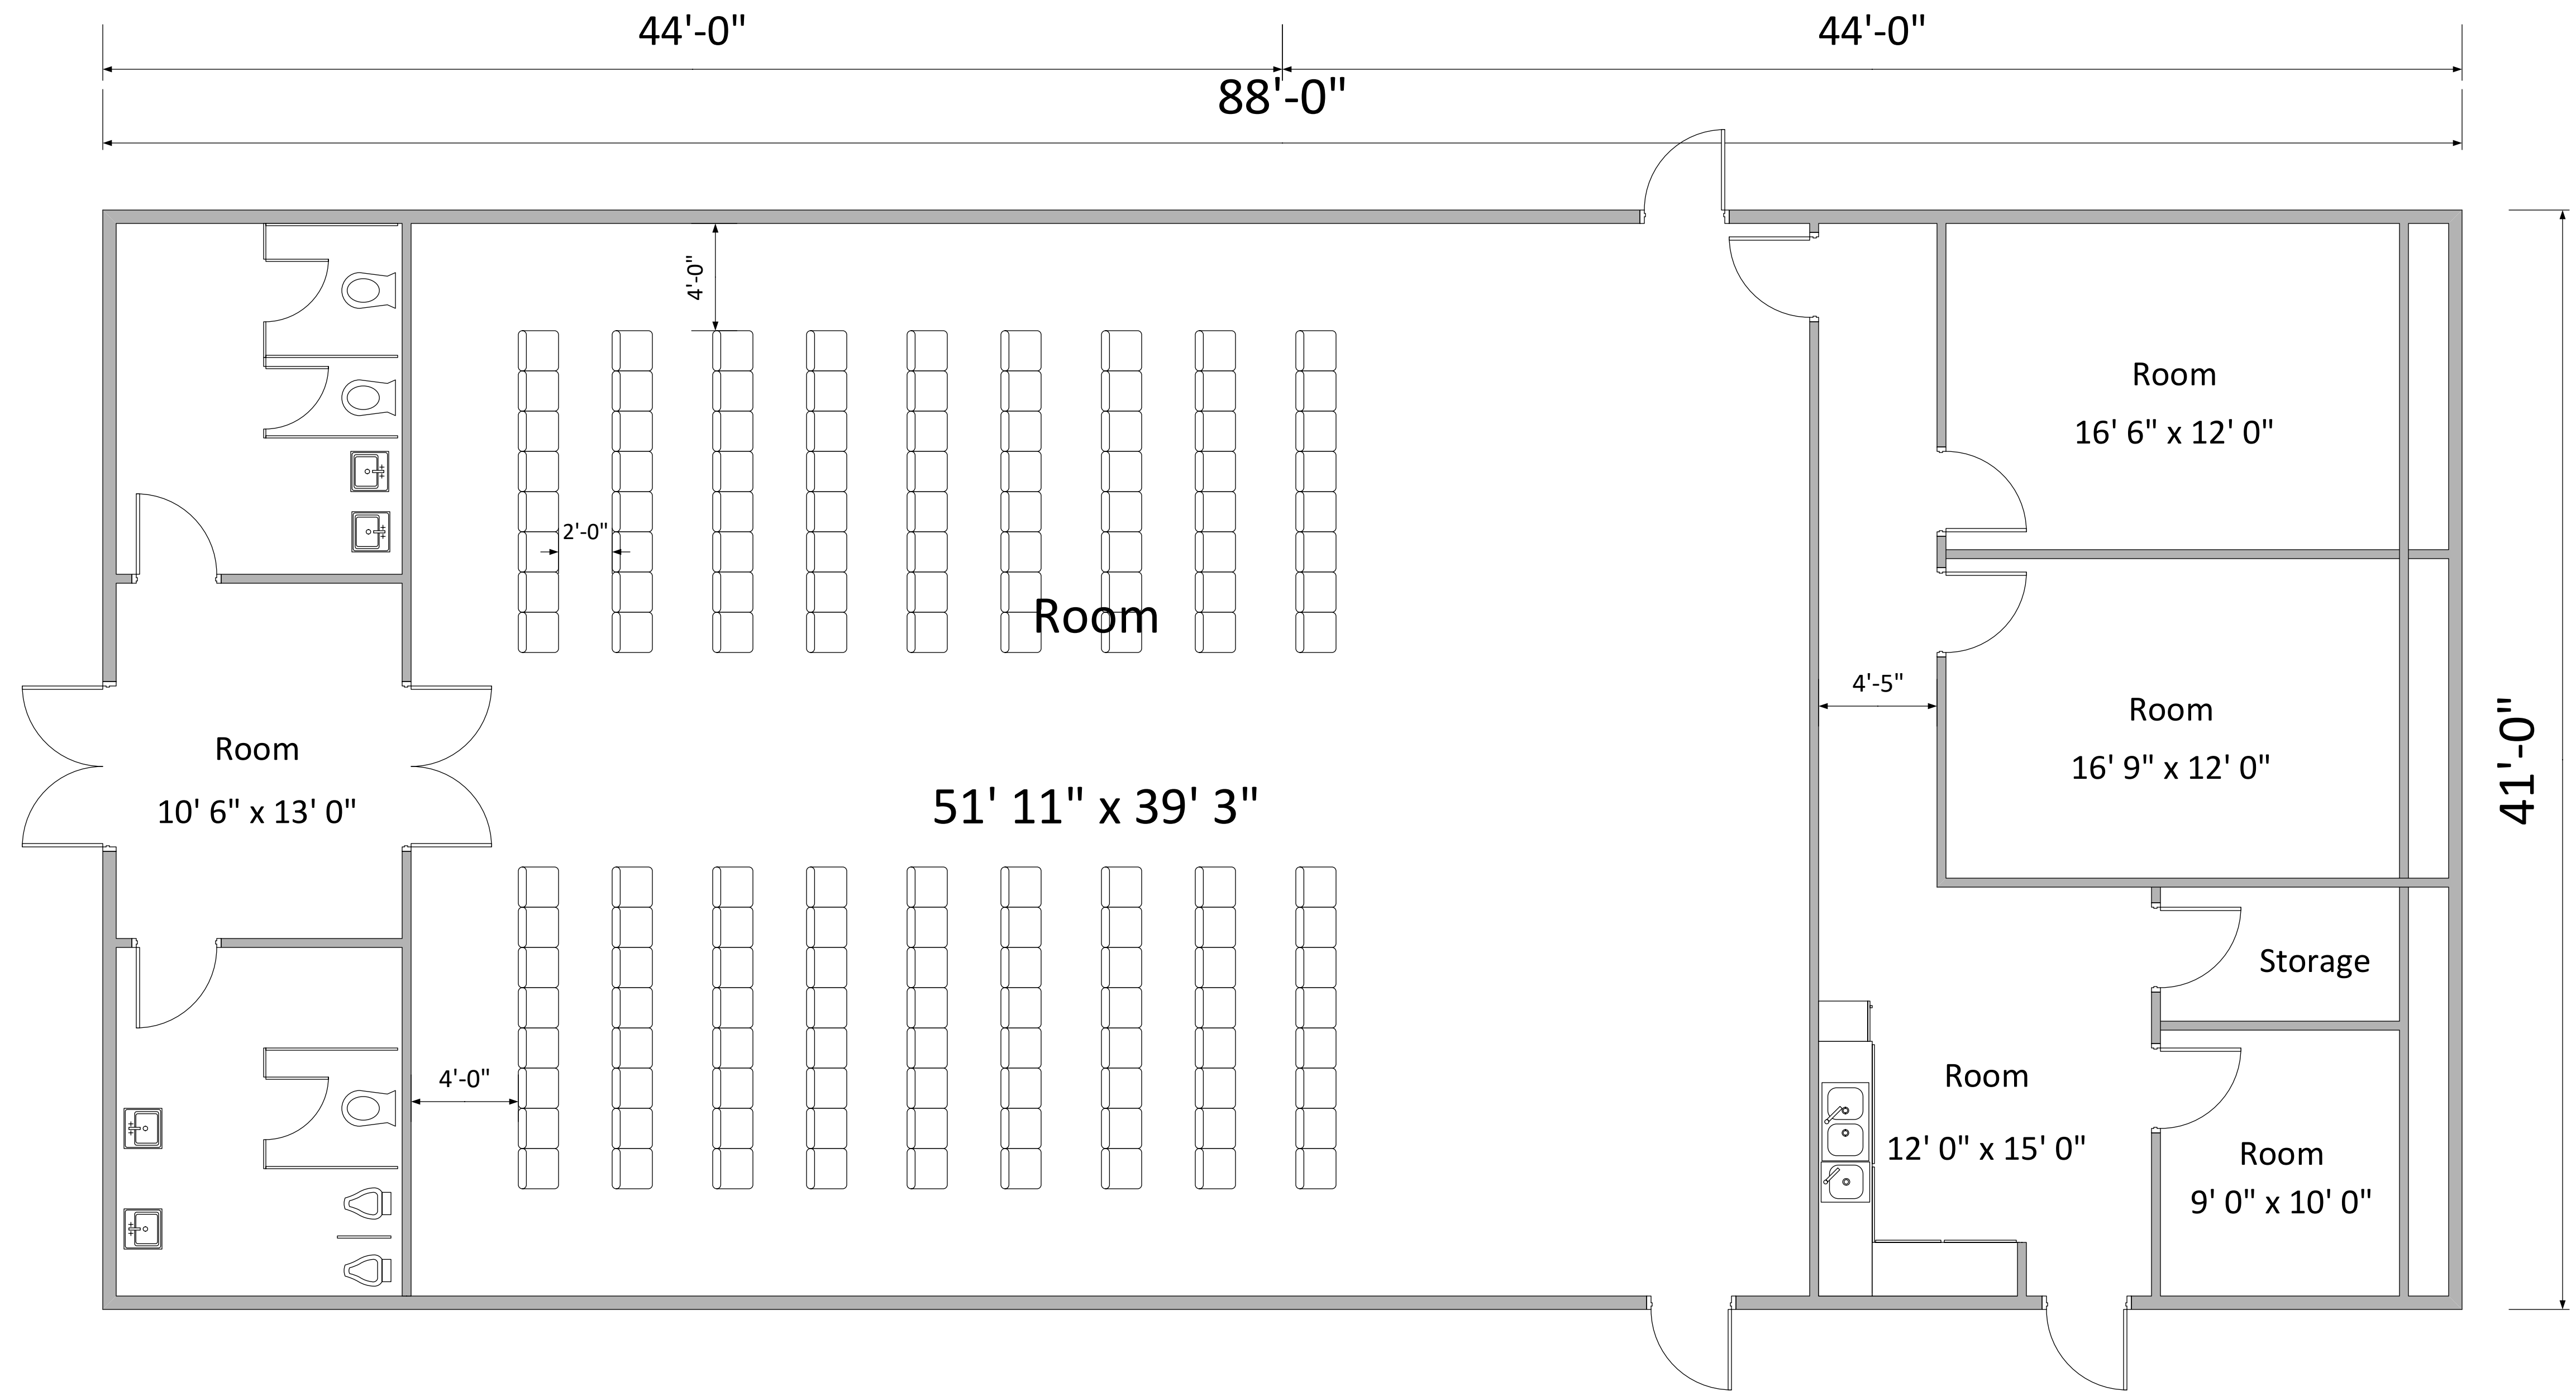 44'-0"
44'-0"
88'-0"
4'-0"
Room
16' 6" x 12' 0"
2'-0"
Room
4'-5"
Room
16' 9" x 12' 0"
41'-0"
Room
10' 6" x 13' 0"
51' 11" x 39' 3"
Storage
4'-0"
Room
12' 0" x 15' 0"
Room
9' 0" x 10' 0"